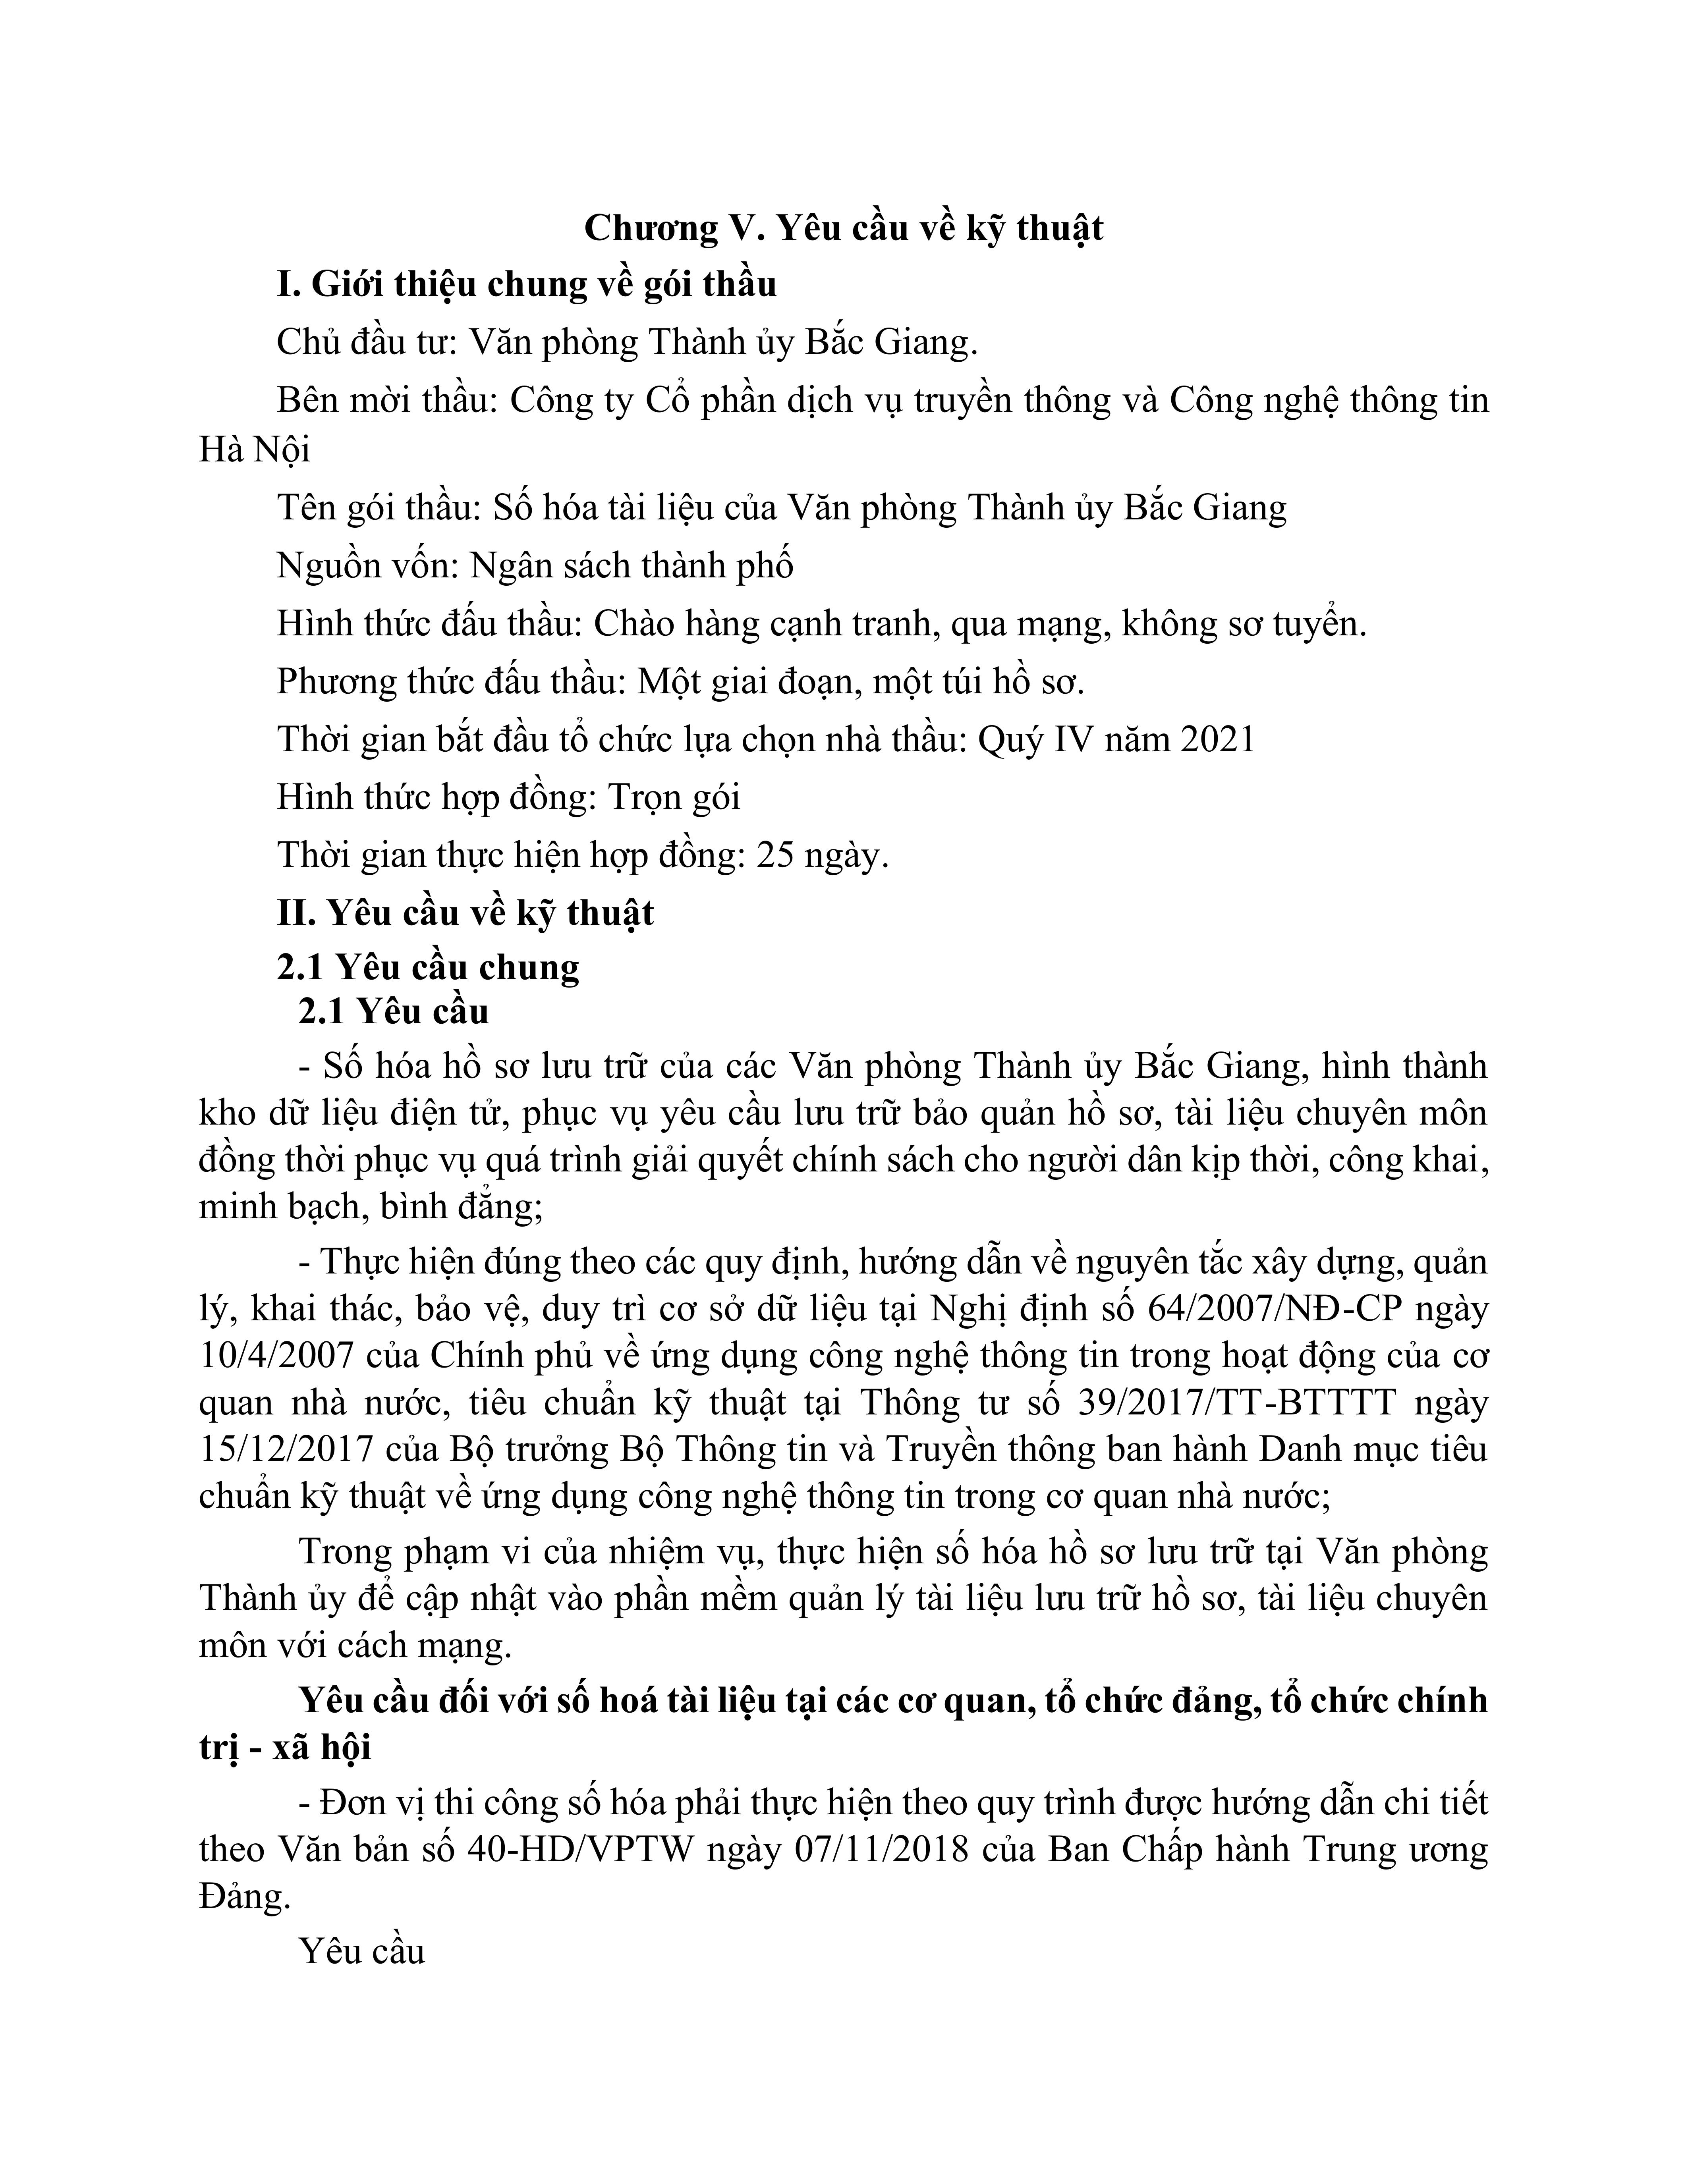 Chương V. Yêu cầu về kỹ thuật
I. Giới thiệu chung về gói thầu
Chủ đầu tư: Văn phòng Thành ủy Bắc Giang.
Bên mời thầu: Công ty Cổ phần dịch vụ truyền thông và Công nghệ thông tin
Hà Nội
Tên gói thầu: Số hóa tài liệu của Văn phòng Thành ủy Bắc Giang
Nguồn vốn: Ngân sách thành phố
Hình thức đấu thầu: Chào hàng cạnh tranh, qua mạng, không sơ tuyển.
Phương thức đấu thầu: Một giai đoạn, một túi hồ sơ.
Thời gian bắt đầu tổ chức lựa chọn nhà thầu: Quý IV năm 2021
Hình thức hợp đồng: Trọn gói
Thời gian thực hiện hợp đồng: 25 ngày.
II. Yêu cầu về kỹ thuật
2.1 Yêu cầu chung
2.1 Yêu cầu
- Số hóa hồ sơ lưu trữ của các Văn phòng Thành ủy Bắc Giang, hình thành
kho dữ liệu điện tử, phục vụ yêu cầu lưu trữ bảo quản hồ sơ, tài liệu chuyên môn
đồng thời phục vụ quá trình giải quyết chính sách cho người dân kịp thời, công khai,
minh bạch, bình đẳng;
- Thực hiện đúng theo các quy định, hướng dẫn về nguyên tắc xây dựng, quản
lý, khai thác, bảo vệ, duy trì cơ sở dữ liệu tại Nghị định số 64/2007/NĐ-CP ngày
10/4/2007 của Chính phủ về ứng dụng công nghệ thông tin trong hoạt động của cơ
quan nhà nước, tiêu chuẩn kỹ thuật tại Thông tư số 39/2017/TT-BTTTT ngày
15/12/2017 của Bộ trưởng Bộ Thông tin và Truyền thông ban hành Danh mục tiêu
chuẩn kỹ thuật về ứng dụng công nghệ thông tin trong cơ quan nhà nước;
Trong phạm vi của nhiệm vụ, thực hiện số hóa hồ sơ lưu trữ tại Văn phòng
Thành ủy để cập nhật vào phần mềm quản lý tài liệu lưu trữ hồ sơ, tài liệu chuyên
môn với cách mạng.
Yêu cầu đối với số hoá tài liệu tại các cơ quan, tổ chức đảng, tổ chức chính
trị - xã hội
- Đơn vị thi công số hóa phải thực hiện theo quy trình được hướng dẫn chi tiết
theo Văn bản số 40-HD/VPTW ngày 07/11/2018 của Ban Chấp hành Trung ương
Đảng.
Yêu cầu